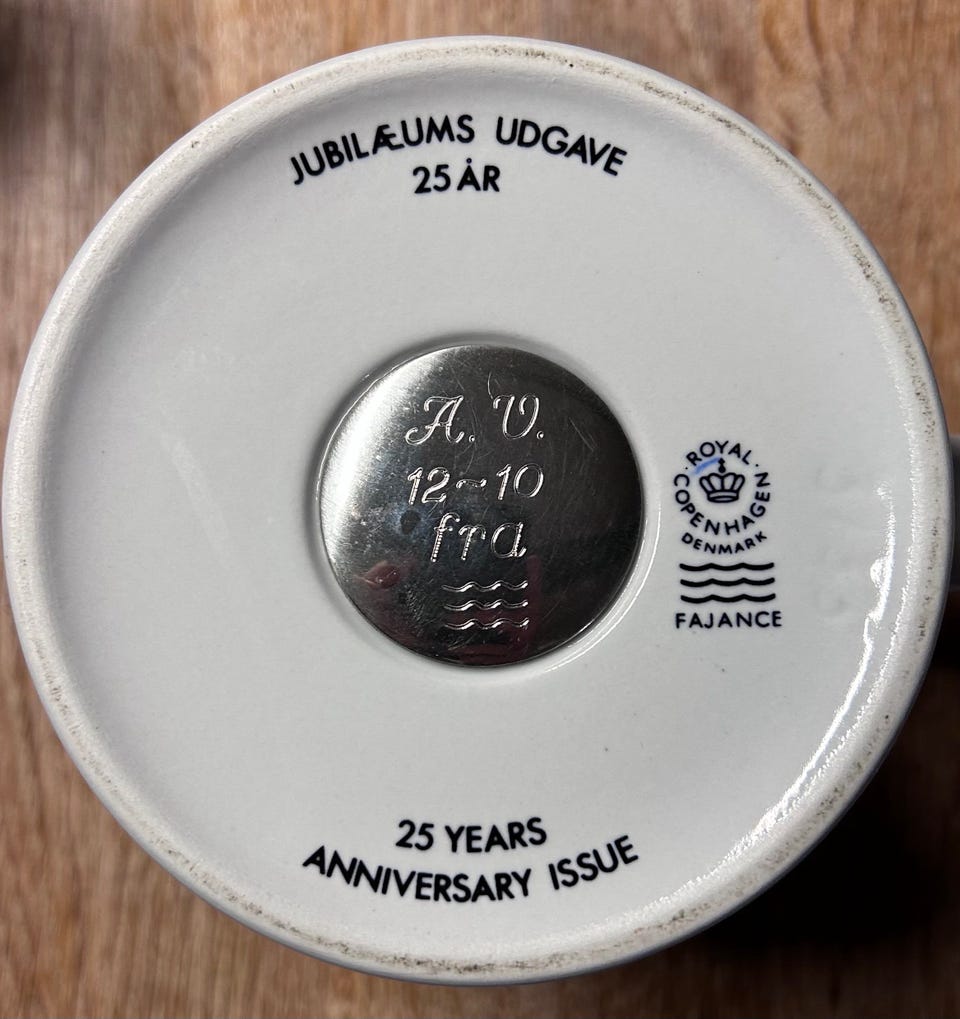 JUBILÆUMS UDGAVE
25 ÅR
A. V.
12~10
fra
·ROYAL·
COPENHAGEN
DENMARK
FAJANCE
25 YEARS
ANNIVERSARY ISSUE